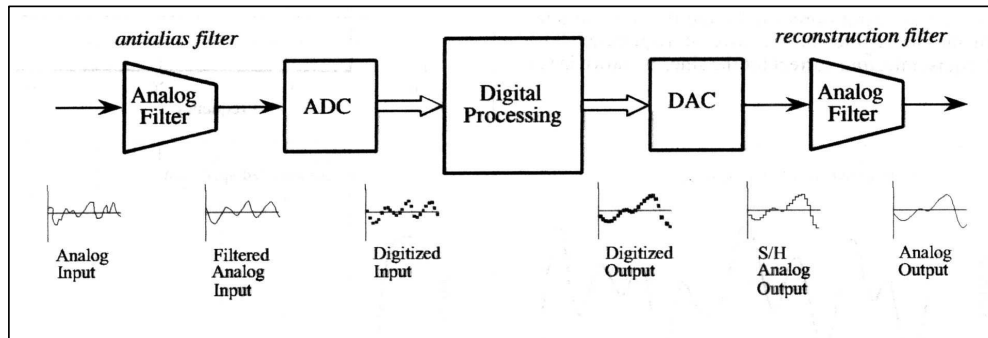 antialias filter
reconstruction filter
Analog
Filter
ADC
Digital
Processing
DAC
Analog
Filter
Analog
Input
Filtered
Analog
Input
Digitized
Input
Digitized
Output
S/H
Analog
Output
Analog
Output